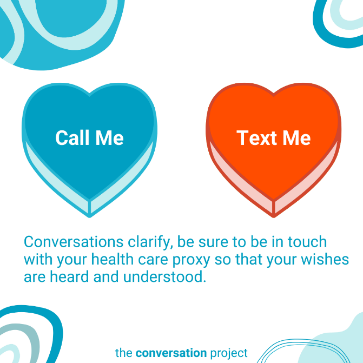 Call Me
Text Me
Conversations clarify, be sure to be in touch
with your health care proxy so that your wishes
are heard and understood.
the conversation project